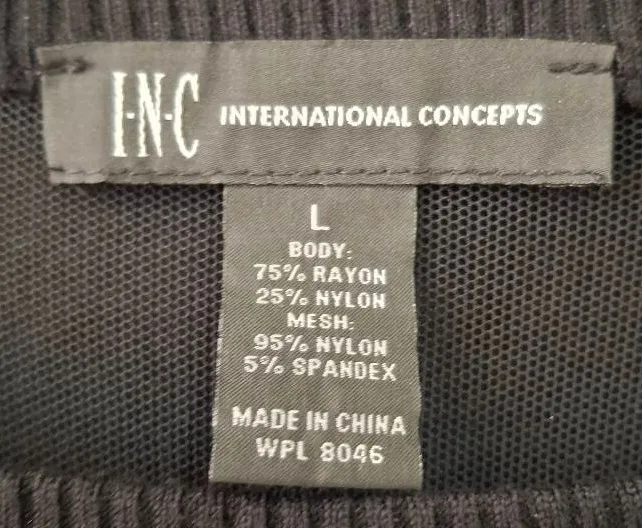 I·N·C INTERNATIONAL CONCEPTS
L
BODY:
75% RAYON
25% NYLON
MESH:
95% NYLON
5% SPANDEX
MADE IN CHINA
WPL 8046